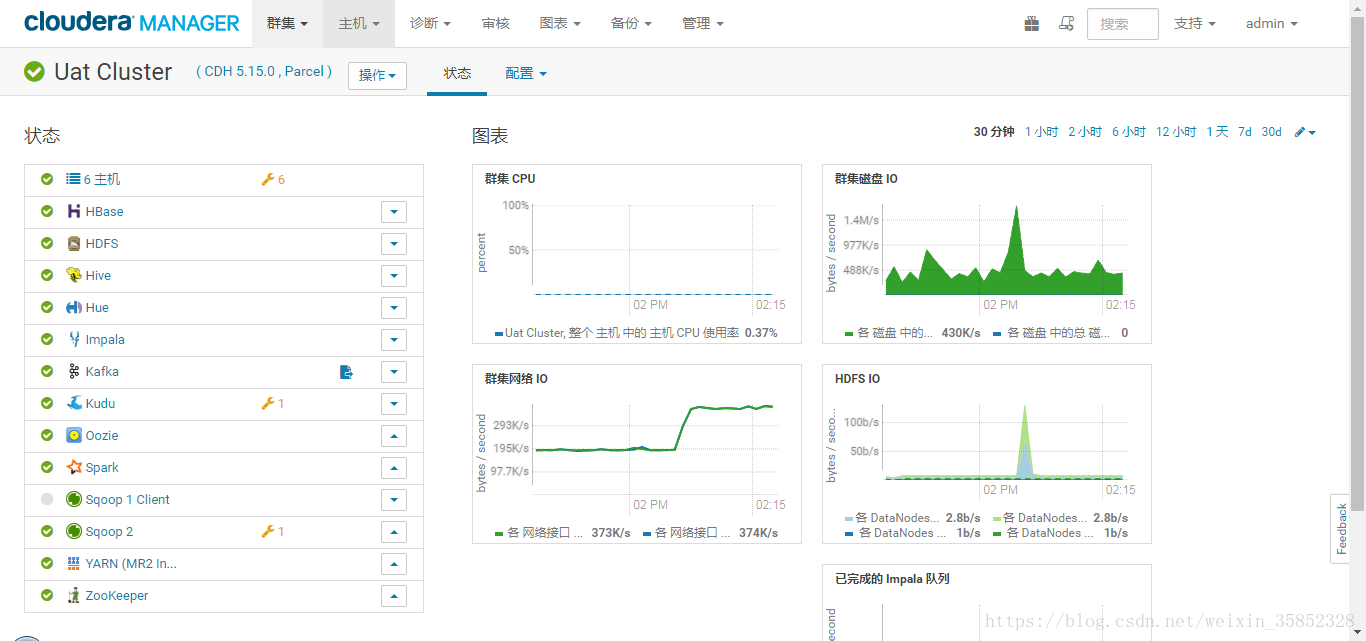 cloudera MANAGER 群集 主机 诊断 审核 图表 备份 管理 搜索 支持 admin
Uat Cluster ( CDH 5.15.0 , Parcel ) 操作 状态 配置
状态
6 主机 6
HBase
HDFS
Hive
Hue
Impala
Kafka
Kudu 1
Oozie
Spark
Sqoop 1 Client
Sqoop 2 1
YARN (MR2 In...
ZooKeeper
图表
30 分钟 1 小时 2 小时 6 小时 12 小时 1 天 7d 30d
群集 CPU
percent
100%
50%
02 PM 02:15
Uat Cluster, 整个 主机 中的 主机 CPU 使用率 0.37%
群集磁盘 IO
bytes / second
1.4M/s
977K/s
488K/s
02 PM 02:15
各 磁盘 中的... 430K/s 各 磁盘 中的总 磁... 0
群集网络 IO
bytes / second
293K/s
195K/s
97.7K/s
02 PM 02:15
各 网络接口 ... 373K/s 各 网络接口 ... 374K/s
HDFS IO
bytes / seco...
100b/s
50b/s
02 PM 02:15
各 DataNodes... 2.8b/s 各 DataNodes... 2.8b/s
各 DataNodes ... 1b/s 各 DataNodes ... 1b/s
已完成的 Impala 队列
second
Feedback
https://blog.csdn.net/weixin_35852328